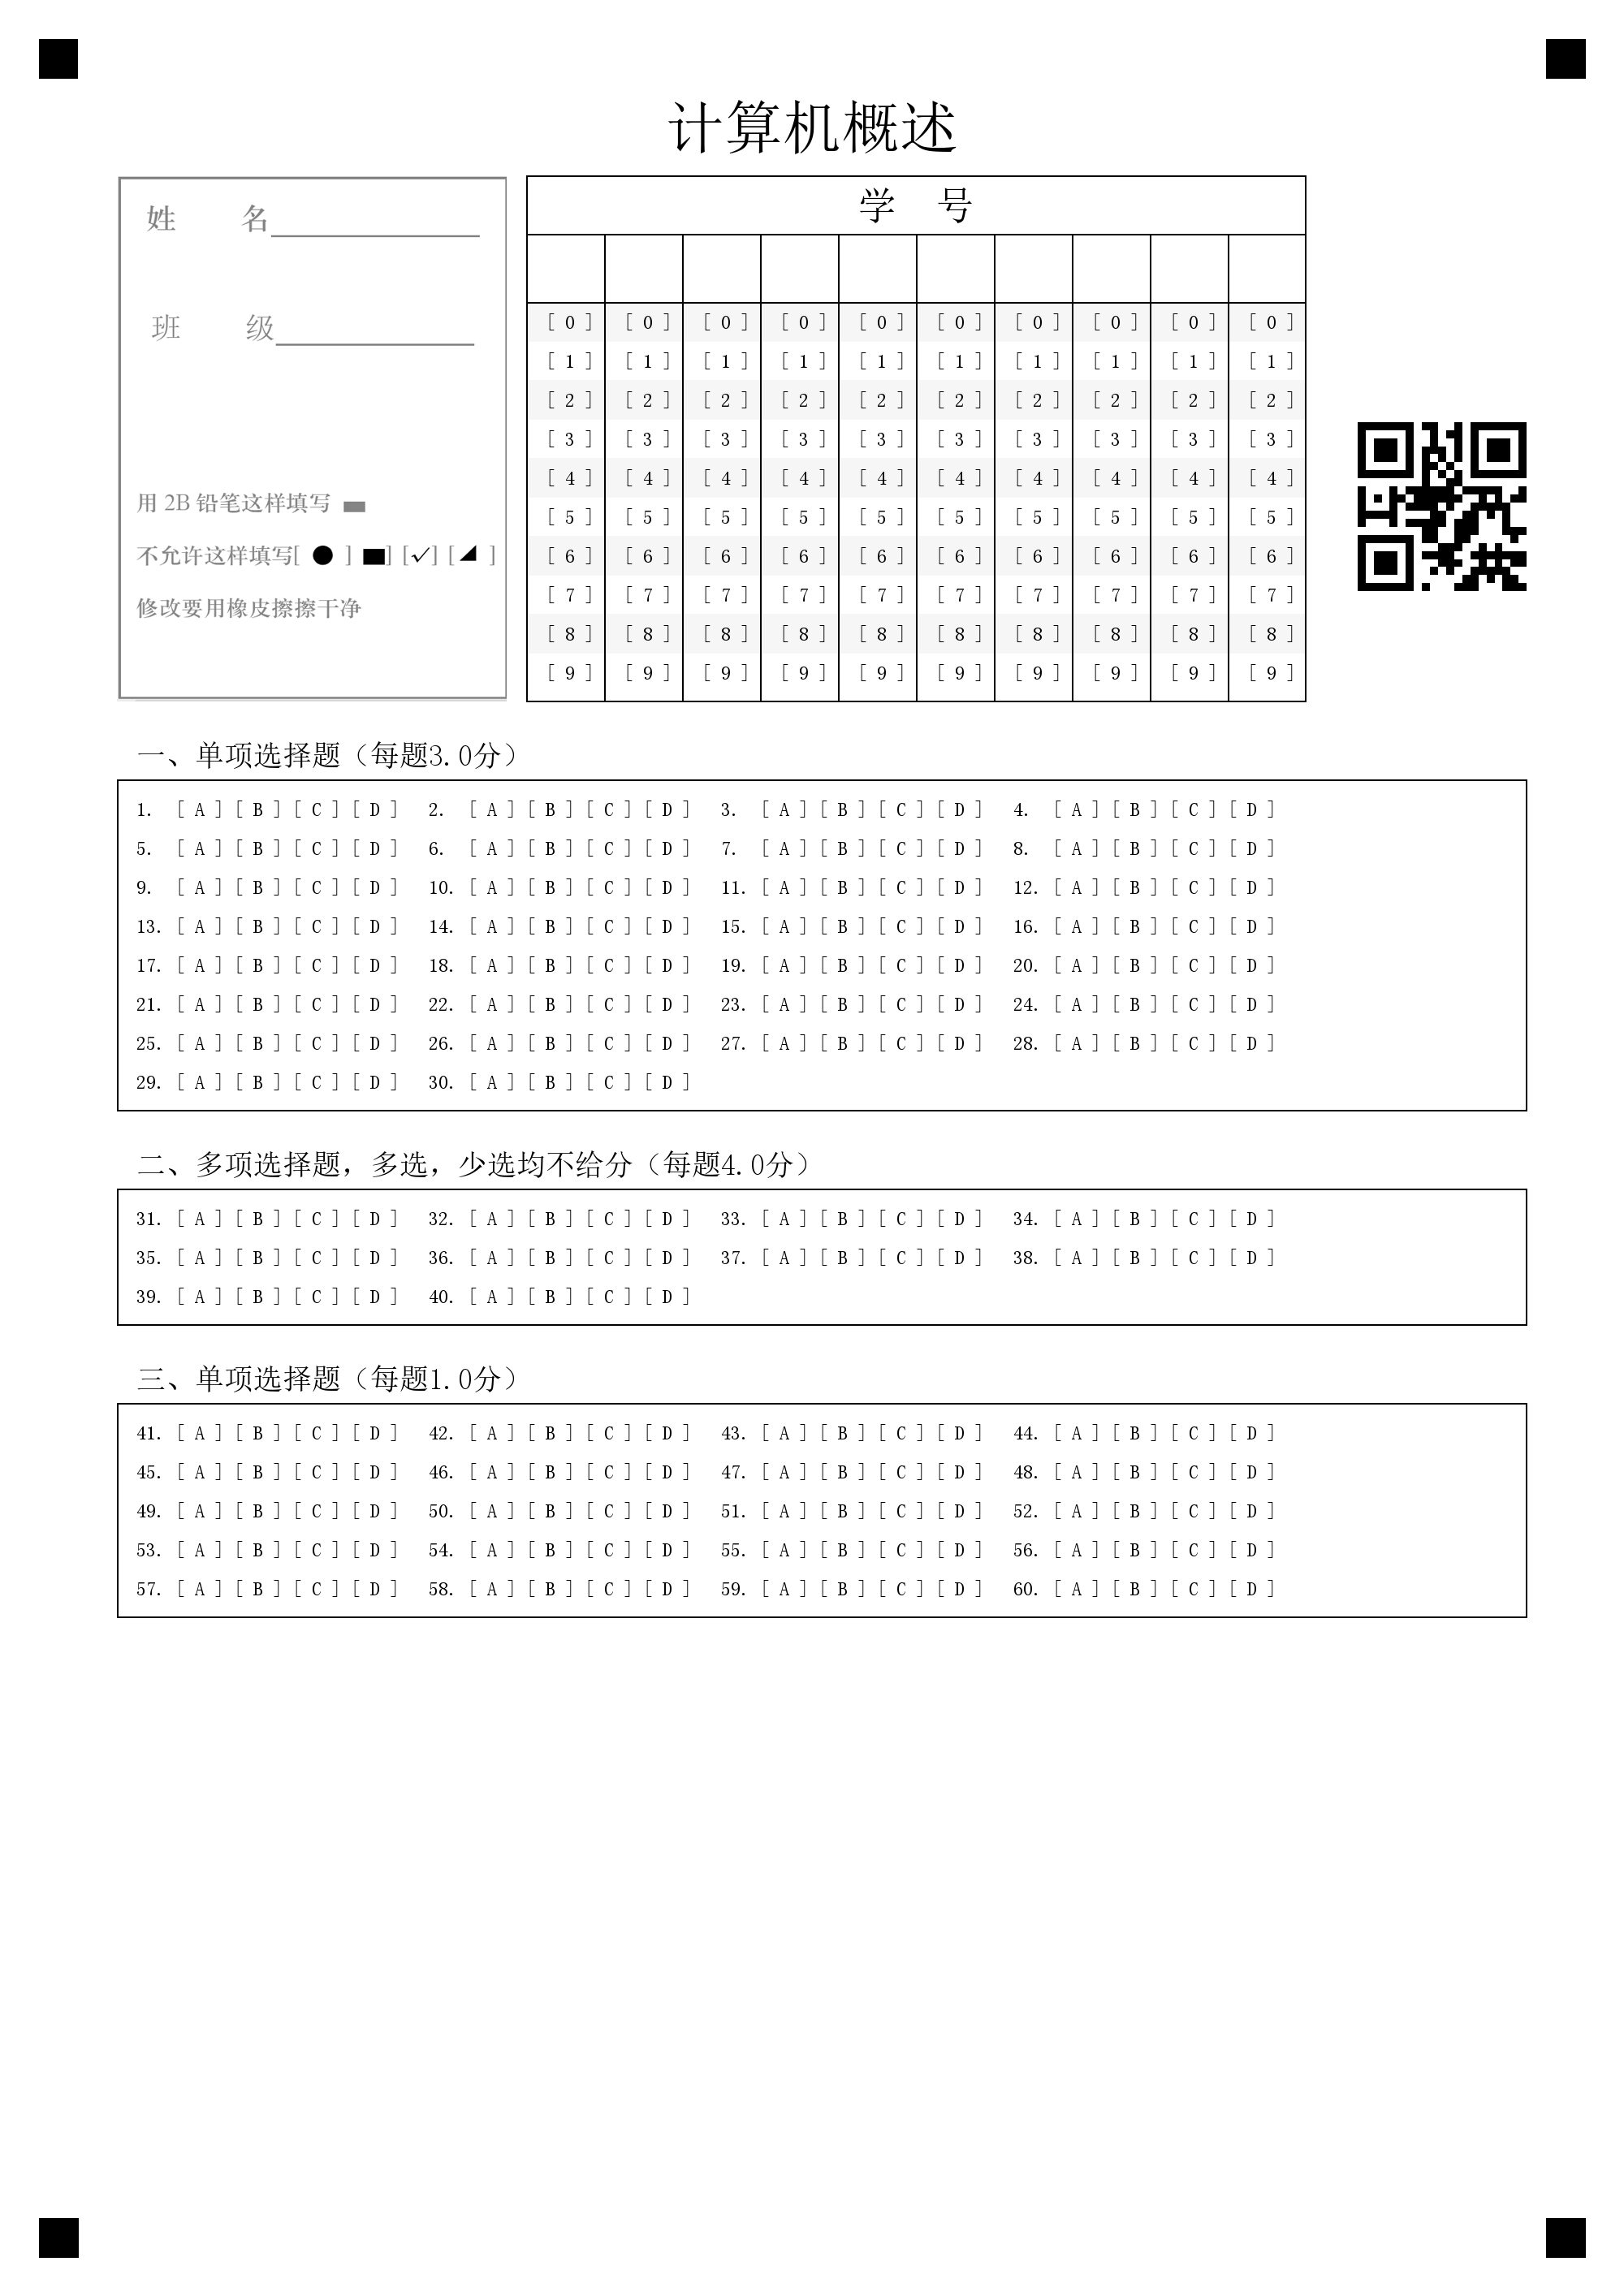 计算机概述
姓 名
班 级
用 2B 铅笔这样填写
不允许这样填写[ ● ] ■] [✓] [◢ ]
修改要用橡皮擦擦干净
学 号
[ 0 ] [ 0 ] [ 0 ] [ 0 ] [ 0 ] [ 0 ] [ 0 ] [ 0 ] [ 0 ] [ 0 ]
[ 1 ] [ 1 ] [ 1 ] [ 1 ] [ 1 ] [ 1 ] [ 1 ] [ 1 ] [ 1 ] [ 1 ]
[ 2 ] [ 2 ] [ 2 ] [ 2 ] [ 2 ] [ 2 ] [ 2 ] [ 2 ] [ 2 ] [ 2 ]
[ 3 ] [ 3 ] [ 3 ] [ 3 ] [ 3 ] [ 3 ] [ 3 ] [ 3 ] [ 3 ] [ 3 ]
[ 4 ] [ 4 ] [ 4 ] [ 4 ] [ 4 ] [ 4 ] [ 4 ] [ 4 ] [ 4 ] [ 4 ]
[ 5 ] [ 5 ] [ 5 ] [ 5 ] [ 5 ] [ 5 ] [ 5 ] [ 5 ] [ 5 ] [ 5 ]
[ 6 ] [ 6 ] [ 6 ] [ 6 ] [ 6 ] [ 6 ] [ 6 ] [ 6 ] [ 6 ] [ 6 ]
[ 7 ] [ 7 ] [ 7 ] [ 7 ] [ 7 ] [ 7 ] [ 7 ] [ 7 ] [ 7 ] [ 7 ]
[ 8 ] [ 8 ] [ 8 ] [ 8 ] [ 8 ] [ 8 ] [ 8 ] [ 8 ] [ 8 ] [ 8 ]
[ 9 ] [ 9 ] [ 9 ] [ 9 ] [ 9 ] [ 9 ] [ 9 ] [ 9 ] [ 9 ] [ 9 ]
一、单项选择题（每题3.0分）
1. [ A ] [ B ] [ C ] [ D ] 2. [ A ] [ B ] [ C ] [ D ] 3. [ A ] [ B ] [ C ] [ D ] 4. [ A ] [ B ] [ C ] [ D ]
5. [ A ] [ B ] [ C ] [ D ] 6. [ A ] [ B ] [ C ] [ D ] 7. [ A ] [ B ] [ C ] [ D ] 8. [ A ] [ B ] [ C ] [ D ]
9. [ A ] [ B ] [ C ] [ D ] 10. [ A ] [ B ] [ C ] [ D ] 11. [ A ] [ B ] [ C ] [ D ] 12. [ A ] [ B ] [ C ] [ D ]
13. [ A ] [ B ] [ C ] [ D ] 14. [ A ] [ B ] [ C ] [ D ] 15. [ A ] [ B ] [ C ] [ D ] 16. [ A ] [ B ] [ C ] [ D ]
17. [ A ] [ B ] [ C ] [ D ] 18. [ A ] [ B ] [ C ] [ D ] 19. [ A ] [ B ] [ C ] [ D ] 20. [ A ] [ B ] [ C ] [ D ]
21. [ A ] [ B ] [ C ] [ D ] 22. [ A ] [ B ] [ C ] [ D ] 23. [ A ] [ B ] [ C ] [ D ] 24. [ A ] [ B ] [ C ] [ D ]
25. [ A ] [ B ] [ C ] [ D ] 26. [ A ] [ B ] [ C ] [ D ] 27. [ A ] [ B ] [ C ] [ D ] 28. [ A ] [ B ] [ C ] [ D ]
29. [ A ] [ B ] [ C ] [ D ] 30. [ A ] [ B ] [ C ] [ D ]
二、多项选择题，多选，少选均不给分（每题4.0分）
31. [ A ] [ B ] [ C ] [ D ] 32. [ A ] [ B ] [ C ] [ D ] 33. [ A ] [ B ] [ C ] [ D ] 34. [ A ] [ B ] [ C ] [ D ]
35. [ A ] [ B ] [ C ] [ D ] 36. [ A ] [ B ] [ C ] [ D ] 37. [ A ] [ B ] [ C ] [ D ] 38. [ A ] [ B ] [ C ] [ D ]
39. [ A ] [ B ] [ C ] [ D ] 40. [ A ] [ B ] [ C ] [ D ]
三、单项选择题（每题1.0分）
41. [ A ] [ B ] [ C ] [ D ] 42. [ A ] [ B ] [ C ] [ D ] 43. [ A ] [ B ] [ C ] [ D ] 44. [ A ] [ B ] [ C ] [ D ]
45. [ A ] [ B ] [ C ] [ D ] 46. [ A ] [ B ] [ C ] [ D ] 47. [ A ] [ B ] [ C ] [ D ] 48. [ A ] [ B ] [ C ] [ D ]
49. [ A ] [ B ] [ C ] [ D ] 50. [ A ] [ B ] [ C ] [ D ] 51. [ A ] [ B ] [ C ] [ D ] 52. [ A ] [ B ] [ C ] [ D ]
53. [ A ] [ B ] [ C ] [ D ] 54. [ A ] [ B ] [ C ] [ D ] 55. [ A ] [ B ] [ C ] [ D ] 56. [ A ] [ B ] [ C ] [ D ]
57. [ A ] [ B ] [ C ] [ D ] 58. [ A ] [ B ] [ C ] [ D ] 59. [ A ] [ B ] [ C ] [ D ] 60. [ A ] [ B ] [ C ] [ D ]